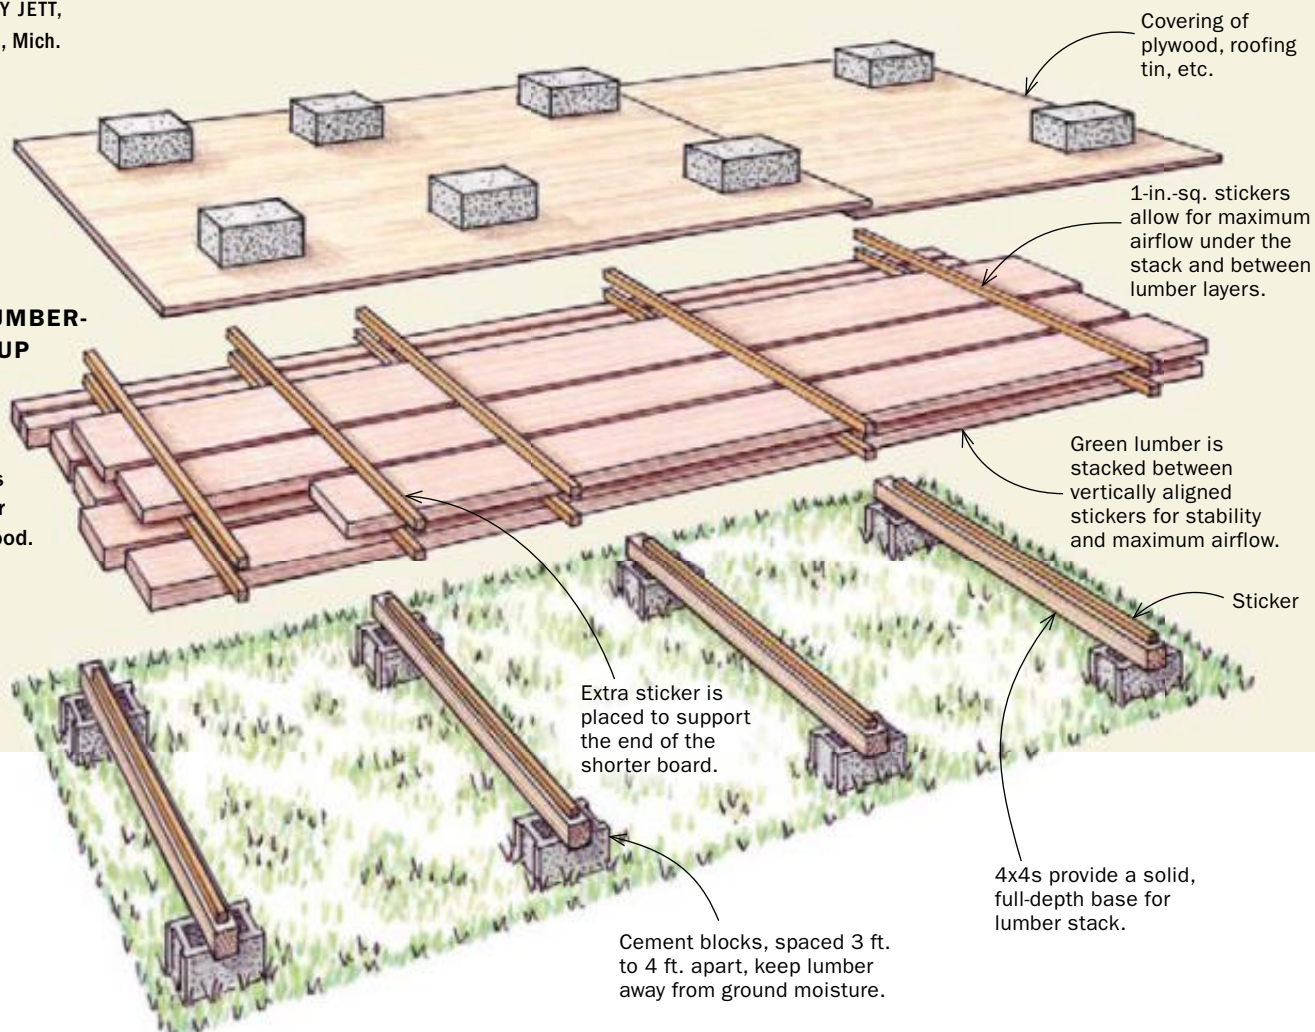 JETT,
, Mich.
Covering of
plywood, roofing
tin, etc.
1-in.-sq. stickers
allow for maximum
airflow under the
stack and between
lumber layers.
UP
Green lumber is
stacked between
vertically aligned
stickers for stability
and maximum airflow.
Sticker
Extra sticker is
placed to support
the end of the
shorter board.
4x4s provide a solid,
full-depth base for
lumber stack.
Cement blocks, spaced 3 ft.
to 4 ft. apart, keep lumber
away from ground moisture.